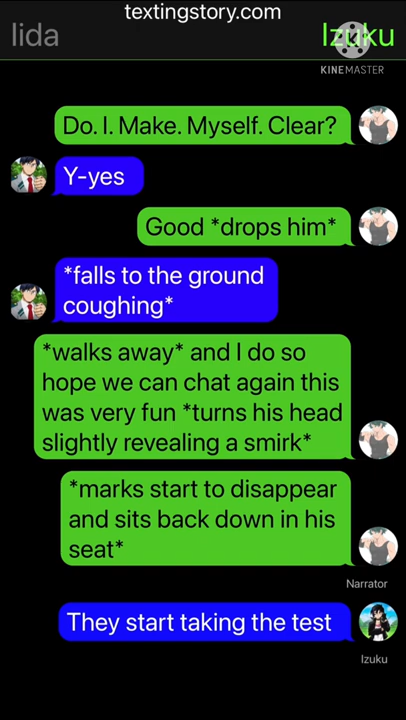 textingstory.com
Iida
Izuku
KINEMASTER
Do. I. Make. Myself. Clear?
Y-yes
Good *drops him*
*falls to the ground
coughing*
*walks away* and I do so
hope we can chat again this
was very fun *turns his head
slightly revealing a smirk*
*marks start to disappear
and sits back down in his
seat*
Narrator
They start taking the test
Izuku